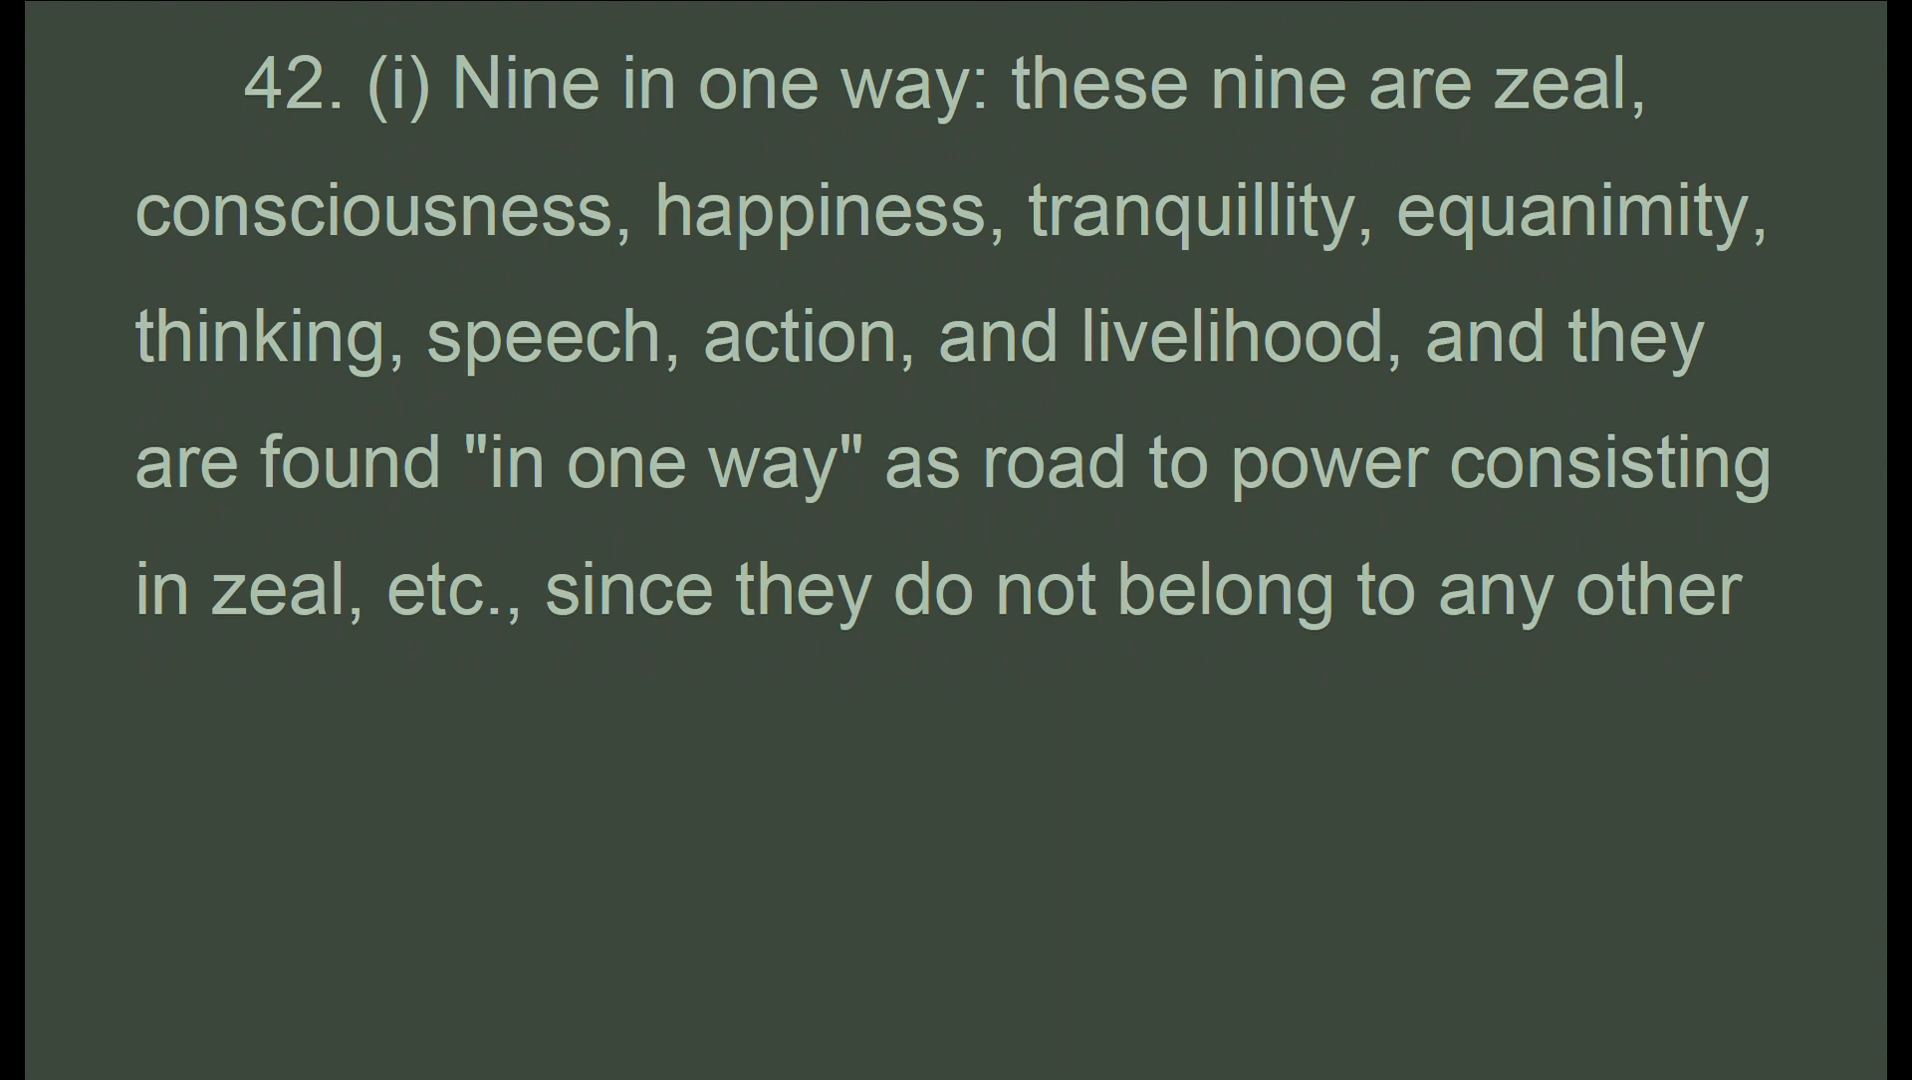 42. (i) Nine in one way: these nine are zeal,
consciousness, happiness, tranquillity, equanimity,
thinking, speech, action, and livelihood, and they
are found "in one way" as road to power consisting
in zeal, etc., since they do not belong to any other